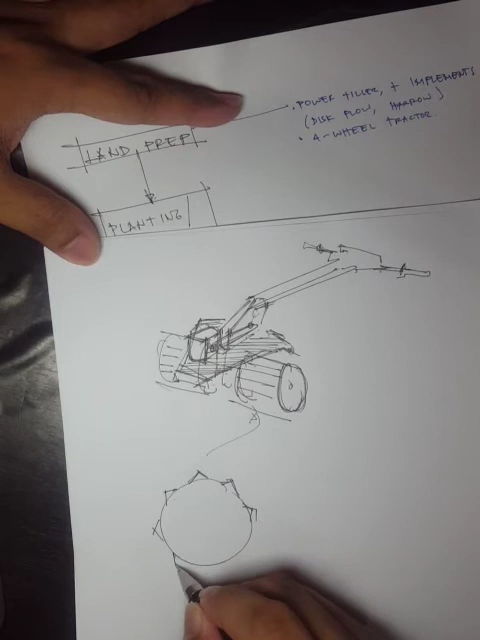 • POWER TILLER, + IMPLEMENTS
(DISK PLOW, HARROW)
• 4-WHEEL TRACTOR
LAND PREP
PLANTING